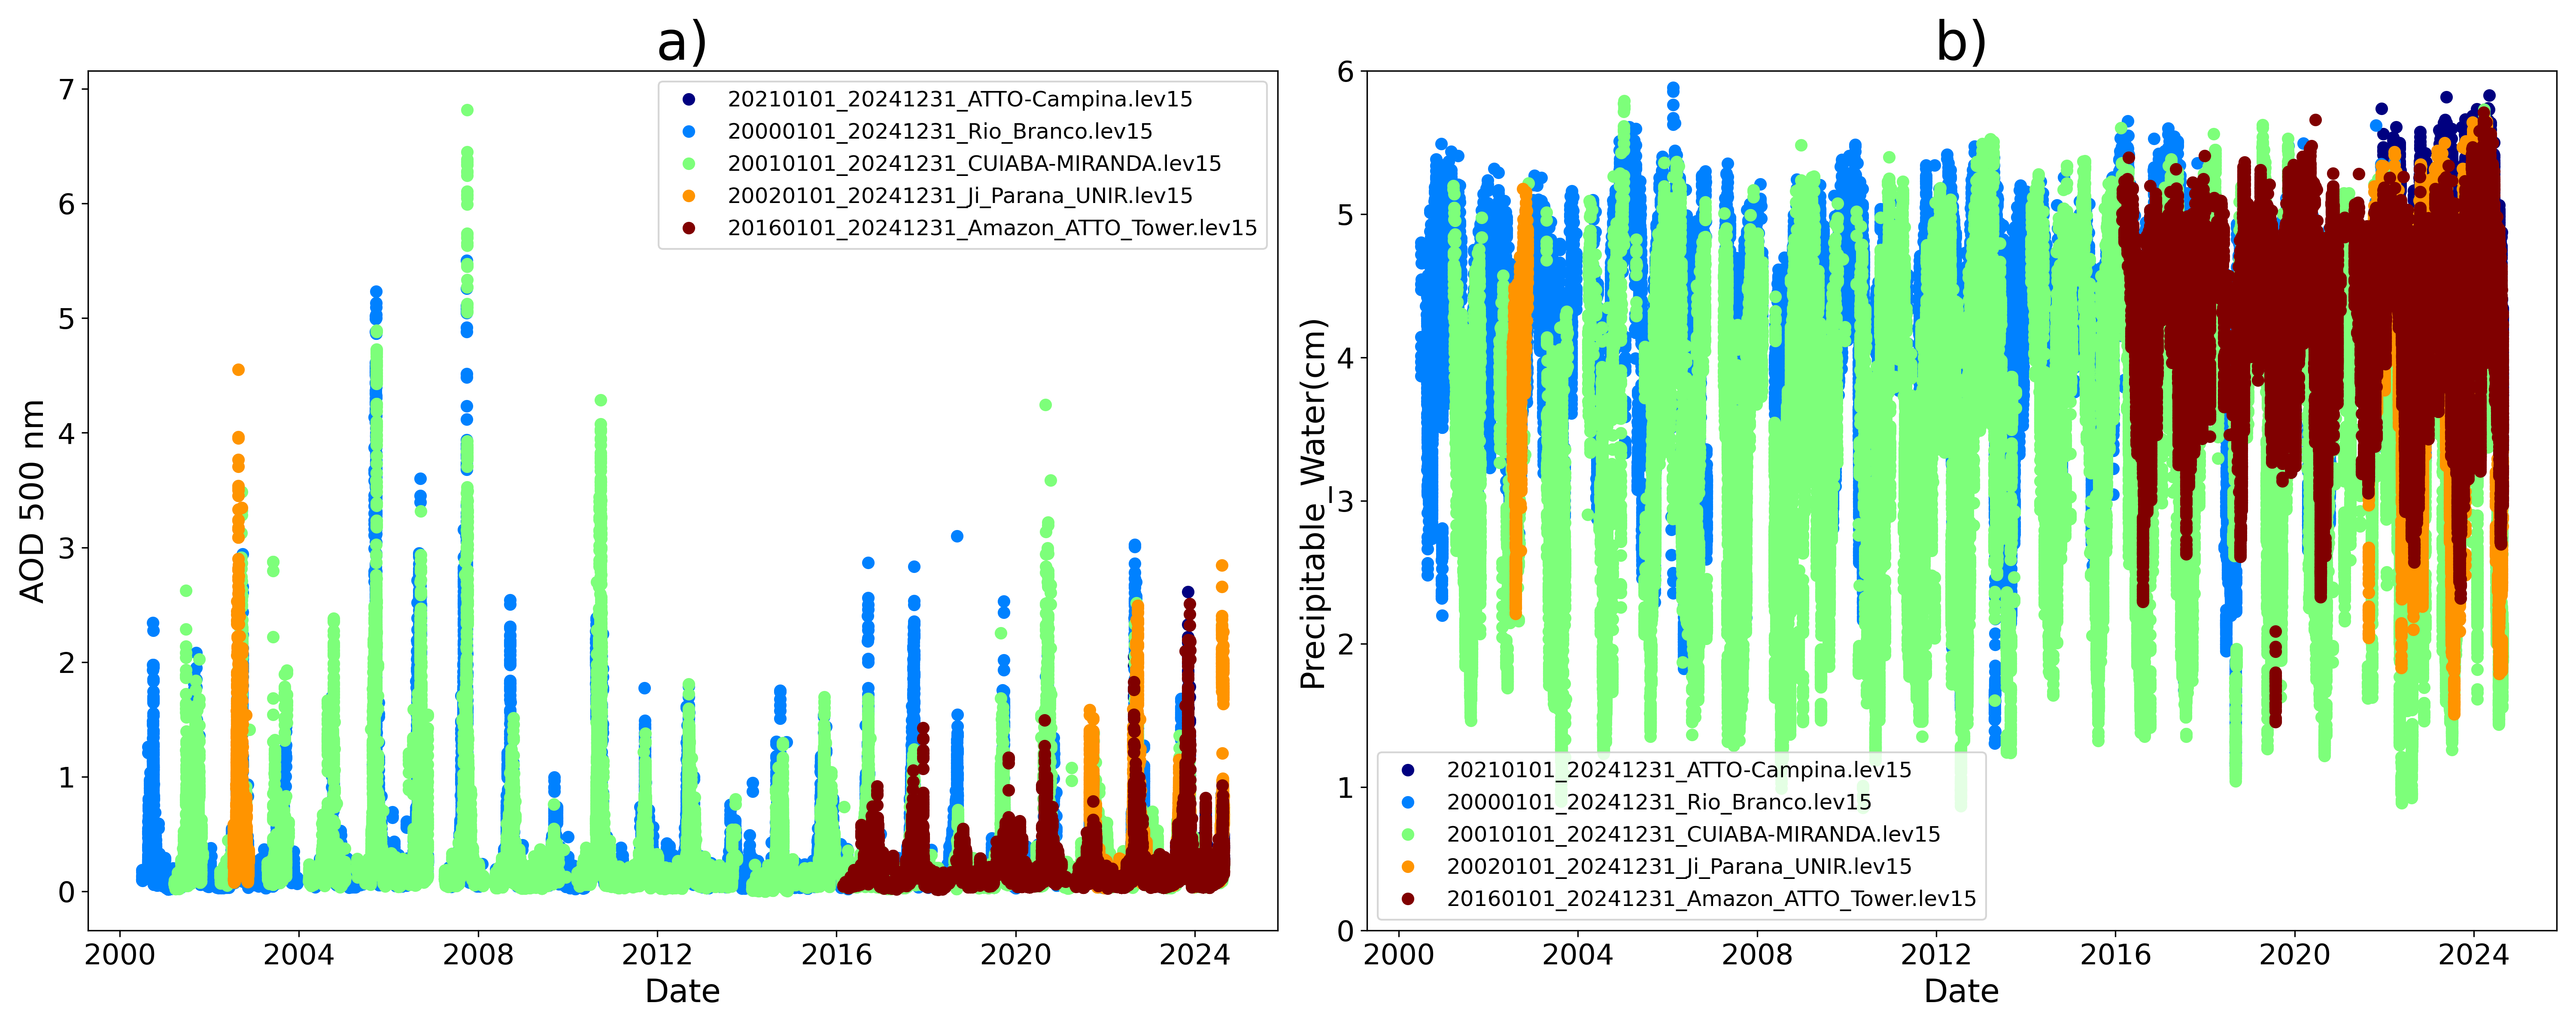 a)
7
6
5
4
3
2
1
0
AOD 500 nm
20210101_20241231_ATTO-Campina.lev15
20000101_20241231_Rio_Branco.lev15
20010101_20241231_CUIABA-MIRANDA.lev15
20020101_20241231_Ji_Parana_UNIR.lev15
20160101_20241231_Amazon_ATTO_Tower.lev15
2000 2004 2008 2012 2016 2020 2024
Date
b)
6
5
4
3
2
1
0
Precipitable_Water(cm)
20210101_20241231_ATTO-Campina.lev15
20000101_20241231_Rio_Branco.lev15
20010101_20241231_CUIABA-MIRANDA.lev15
20020101_20241231_Ji_Parana_UNIR.lev15
20160101_20241231_Amazon_ATTO_Tower.lev15
2000 2004 2008 2012 2016 2020 2024
Date